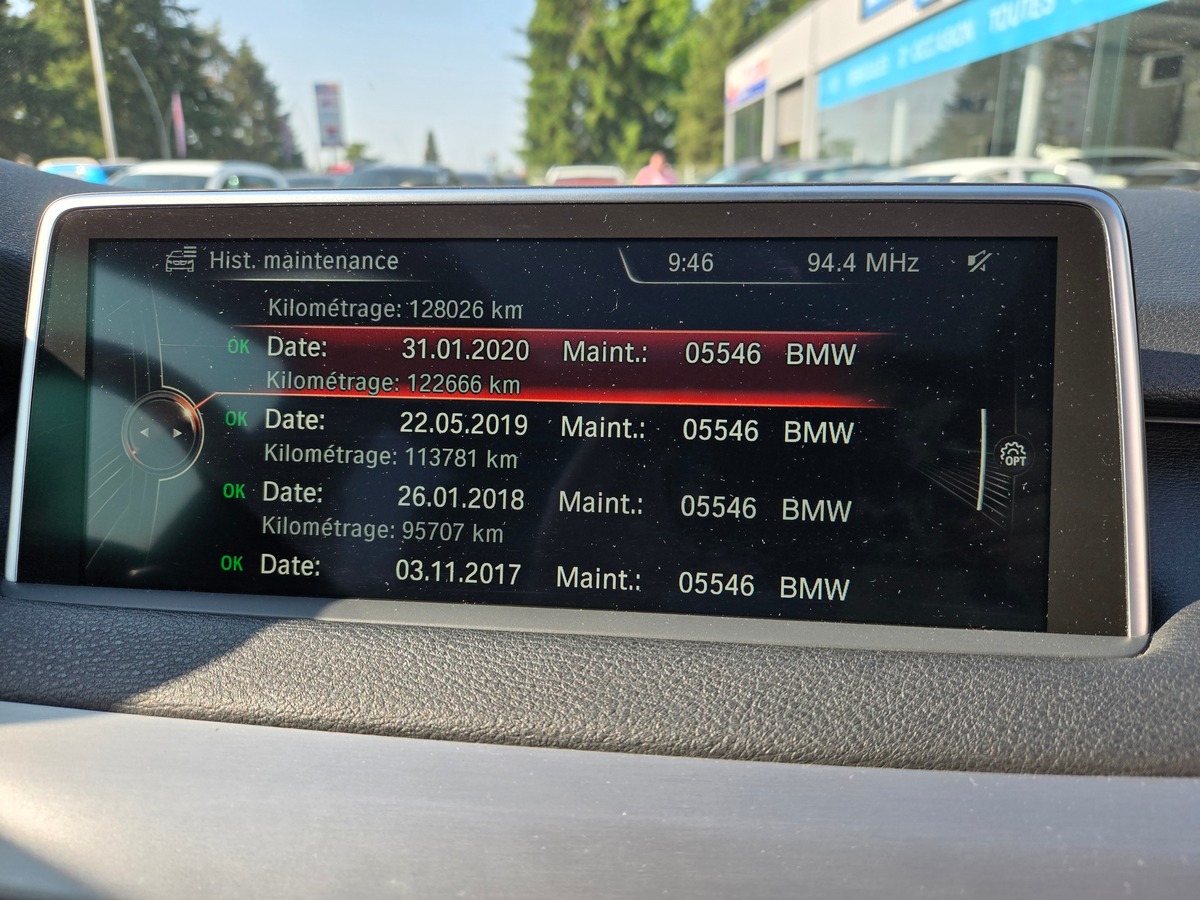 D'OCCASION TOUTES
Hist. maintenance 9:46 94.4 MHz
Kilométrage: 128026 km
OK Date: 31.01.2020 Maint.: 05546 BMW
Kilométrage: 122666 km
OK Date: 22.05.2019 Maint.: 05546 BMW
Kilométrage: 113781 km
OK Date: 26.01.2018 Maint.: 05546 BMW
Kilométrage: 95707 km
OK Date: 03.11.2017 Maint.: 05546 BMW
OPT